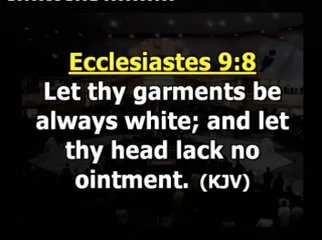 Ecclesiastes 9:8
Let thy garments be
always white; and let
thy head lack no
ointment. (KJV)